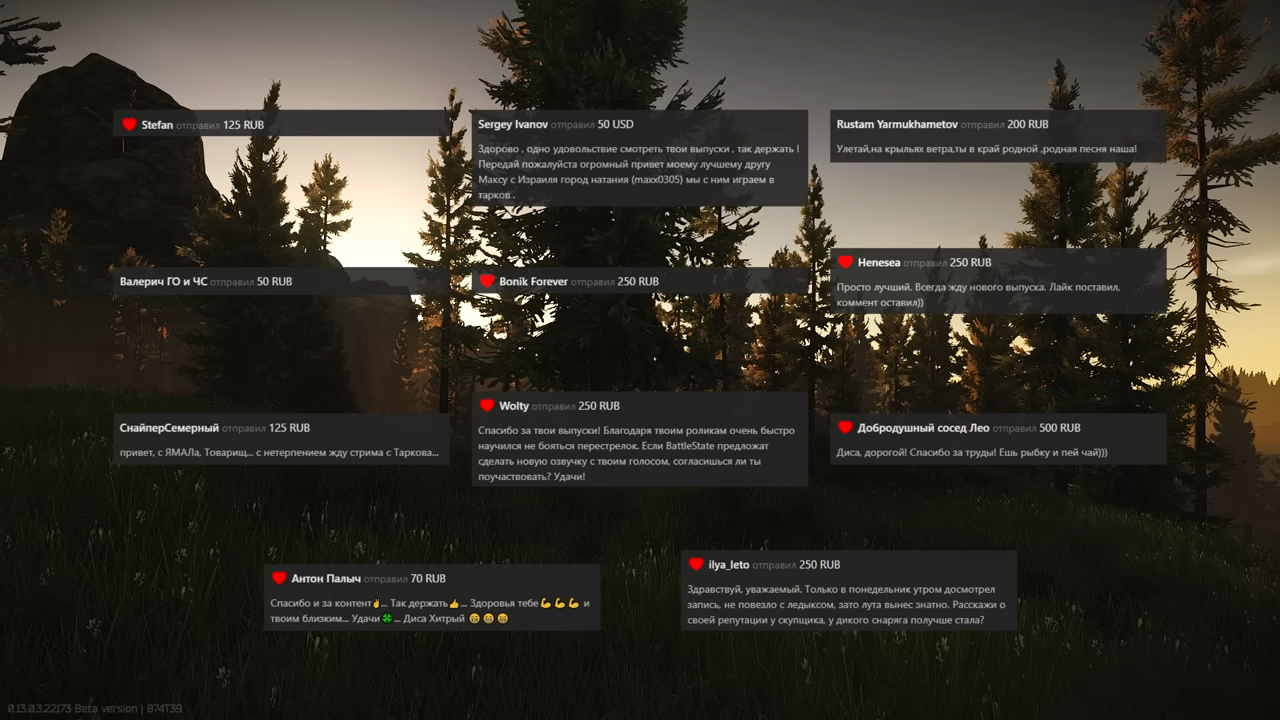 Stefan отправил 125 RUB
Sergey Ivanov отправил 50 USD
Здорово , одно удовольствие смотреть твои выпуски , так держать !
Передай пожалуйста огромный привет моему лучшему другу
Максу с Израиля город натания (maxx0305) мы с ним играем в
тарков .
Rustam Yarmukhametov отправил 200 RUB
Улетай,на крыльях ветра,ты в край родной ,родная песня наша!
Валерич ГО и ЧС отправил 50 RUB
Bonik Forever отправил 250 RUB
Henesea отправил 250 RUB
Просто лучший. Всегда жду нового выпуска. Лайк поставил,
коммент оставил))
СнайперСемерный отправил 125 RUB
привет, с ЯМАЛа, Товарищ... с нетерпением жду стрима с Таркова...
Wolty отправил 250 RUB
Спасибо за твои выпуски! Благодаря твоим роликам очень быстро
научился не бояться перестрелок. Если BattleState предложат
сделать новую озвучку с твоим голосом, согласишься ли ты
поучаствовать? Удачи!
Добродушный сосед Лео отправил 500 RUB
Диса, дорогой! Спасибо за труды! Ешь рыбку и пей чай)))
Антон Палыч отправил 70 RUB
Спасибо и за контент✌... Так держать👍... Здоровья тебе💪💪💪 и
твоим близким... Удачи🍀... Диса Хитрый 😁😁😁
ilya_leto отправил 250 RUB
Здравствуй, уважаемый. Только в понедельник утром досмотрел
запись, не повезло с ледыксом, зато лута вынес знатно. Расскажи о
своей репутации у скупщика, у дикого снаряга получше стала?
0.13.0.3.22173 Beta version | B74T39